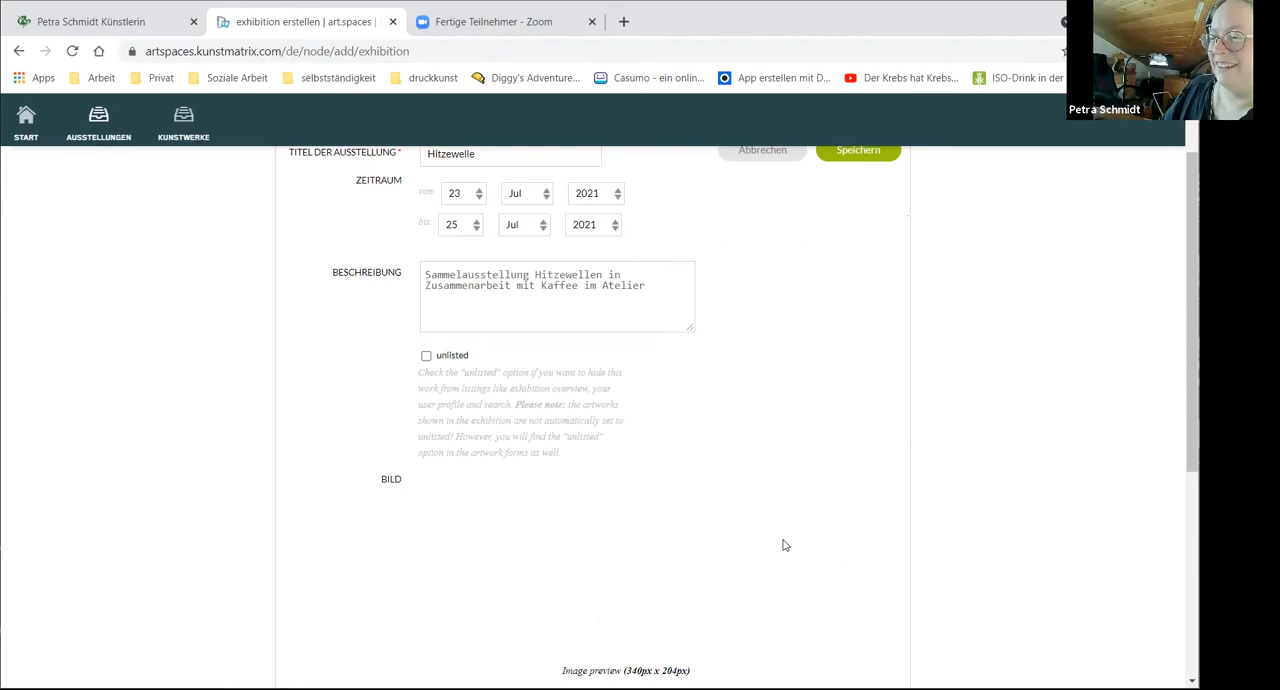 Petra Schmidt Künstlerin
exhibition erstellen | art.spaces |
Fertige Teilnehmer - Zoom
artspaces.kunstmatrix.com/de/node/add/exhibition
Apps Arbeit Privat Soziale Arbeit selbstständigkeit druckkunst Diggy's Adventure... Casumo - ein onlin... App erstellen mit D... Der Krebs hat Krebs... ISO-Drink in der
Petra Schmidt
START AUSSTELLUNGEN KUNSTWERKE
TITEL DER AUSSTELLUNG * Hitzewelle Abbrechen Speichern
ZEITRAUM
von: 23 Jul 2021
bis: 25 Jul 2021
BESCHREIBUNG
Sammelausstellung Hitzewellen in
Zusammenarbeit mit Kaffee im Atelier
unlisted
Check the "unlisted" option if you want to hide this
work from listings like exhibition overview, your
user profile and search. Please note: the artworks
shown in the exhibition are not automatically set to
unlisted! However, you will find the "unlisted"
option in the artwork forms as well.
BILD
Image preview (340px x 204px)